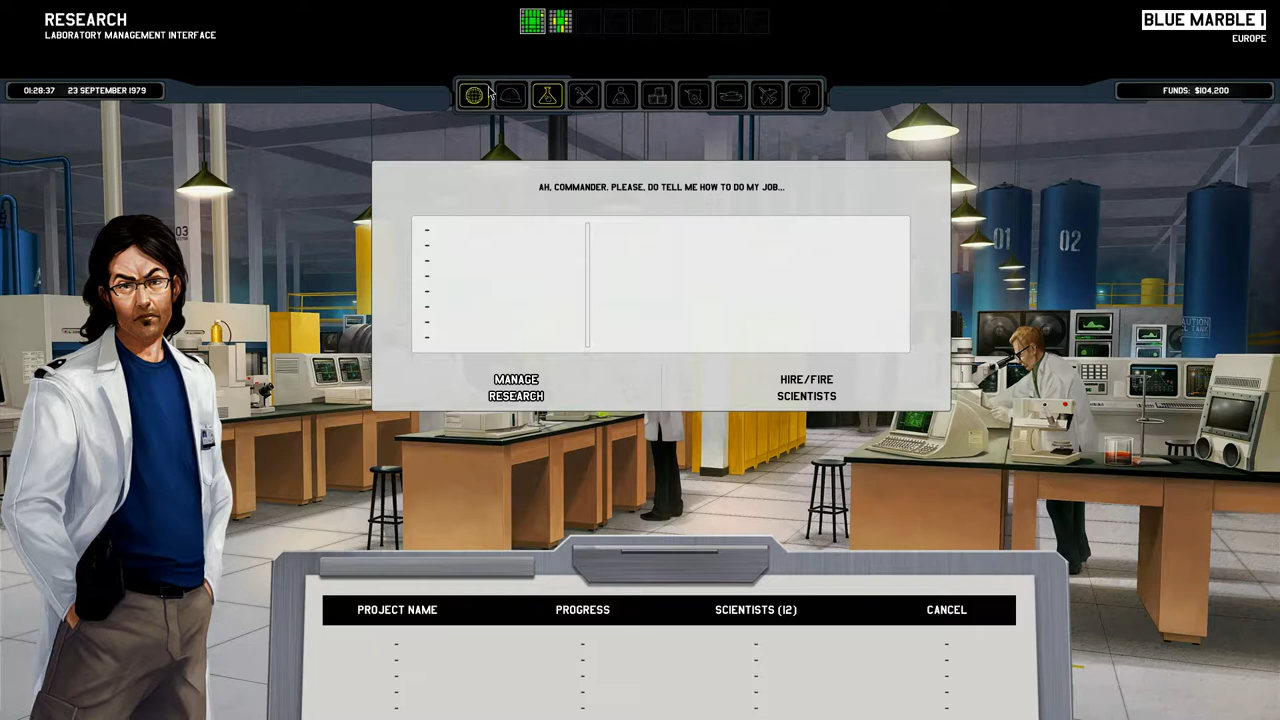 RESEARCH
LABORATORY MANAGEMENT INTERFACE
BLUE MARBLE I
EUROPE
01:28:37 23 SEPTEMBER 1979
?
FUNDS: $104,200
AH, COMMANDER. PLEASE, DO TELL ME HOW TO DO MY JOB...
-
-
-
-
-
-
-
-
MANAGE
RESEARCH
HIRE/FIRE
SCIENTISTS
03
01
02
CAUTION
PROJECT NAME PROGRESS SCIENTISTS (12) CANCEL
- - - -
- - - -
- - - -
- - - -
- - - -